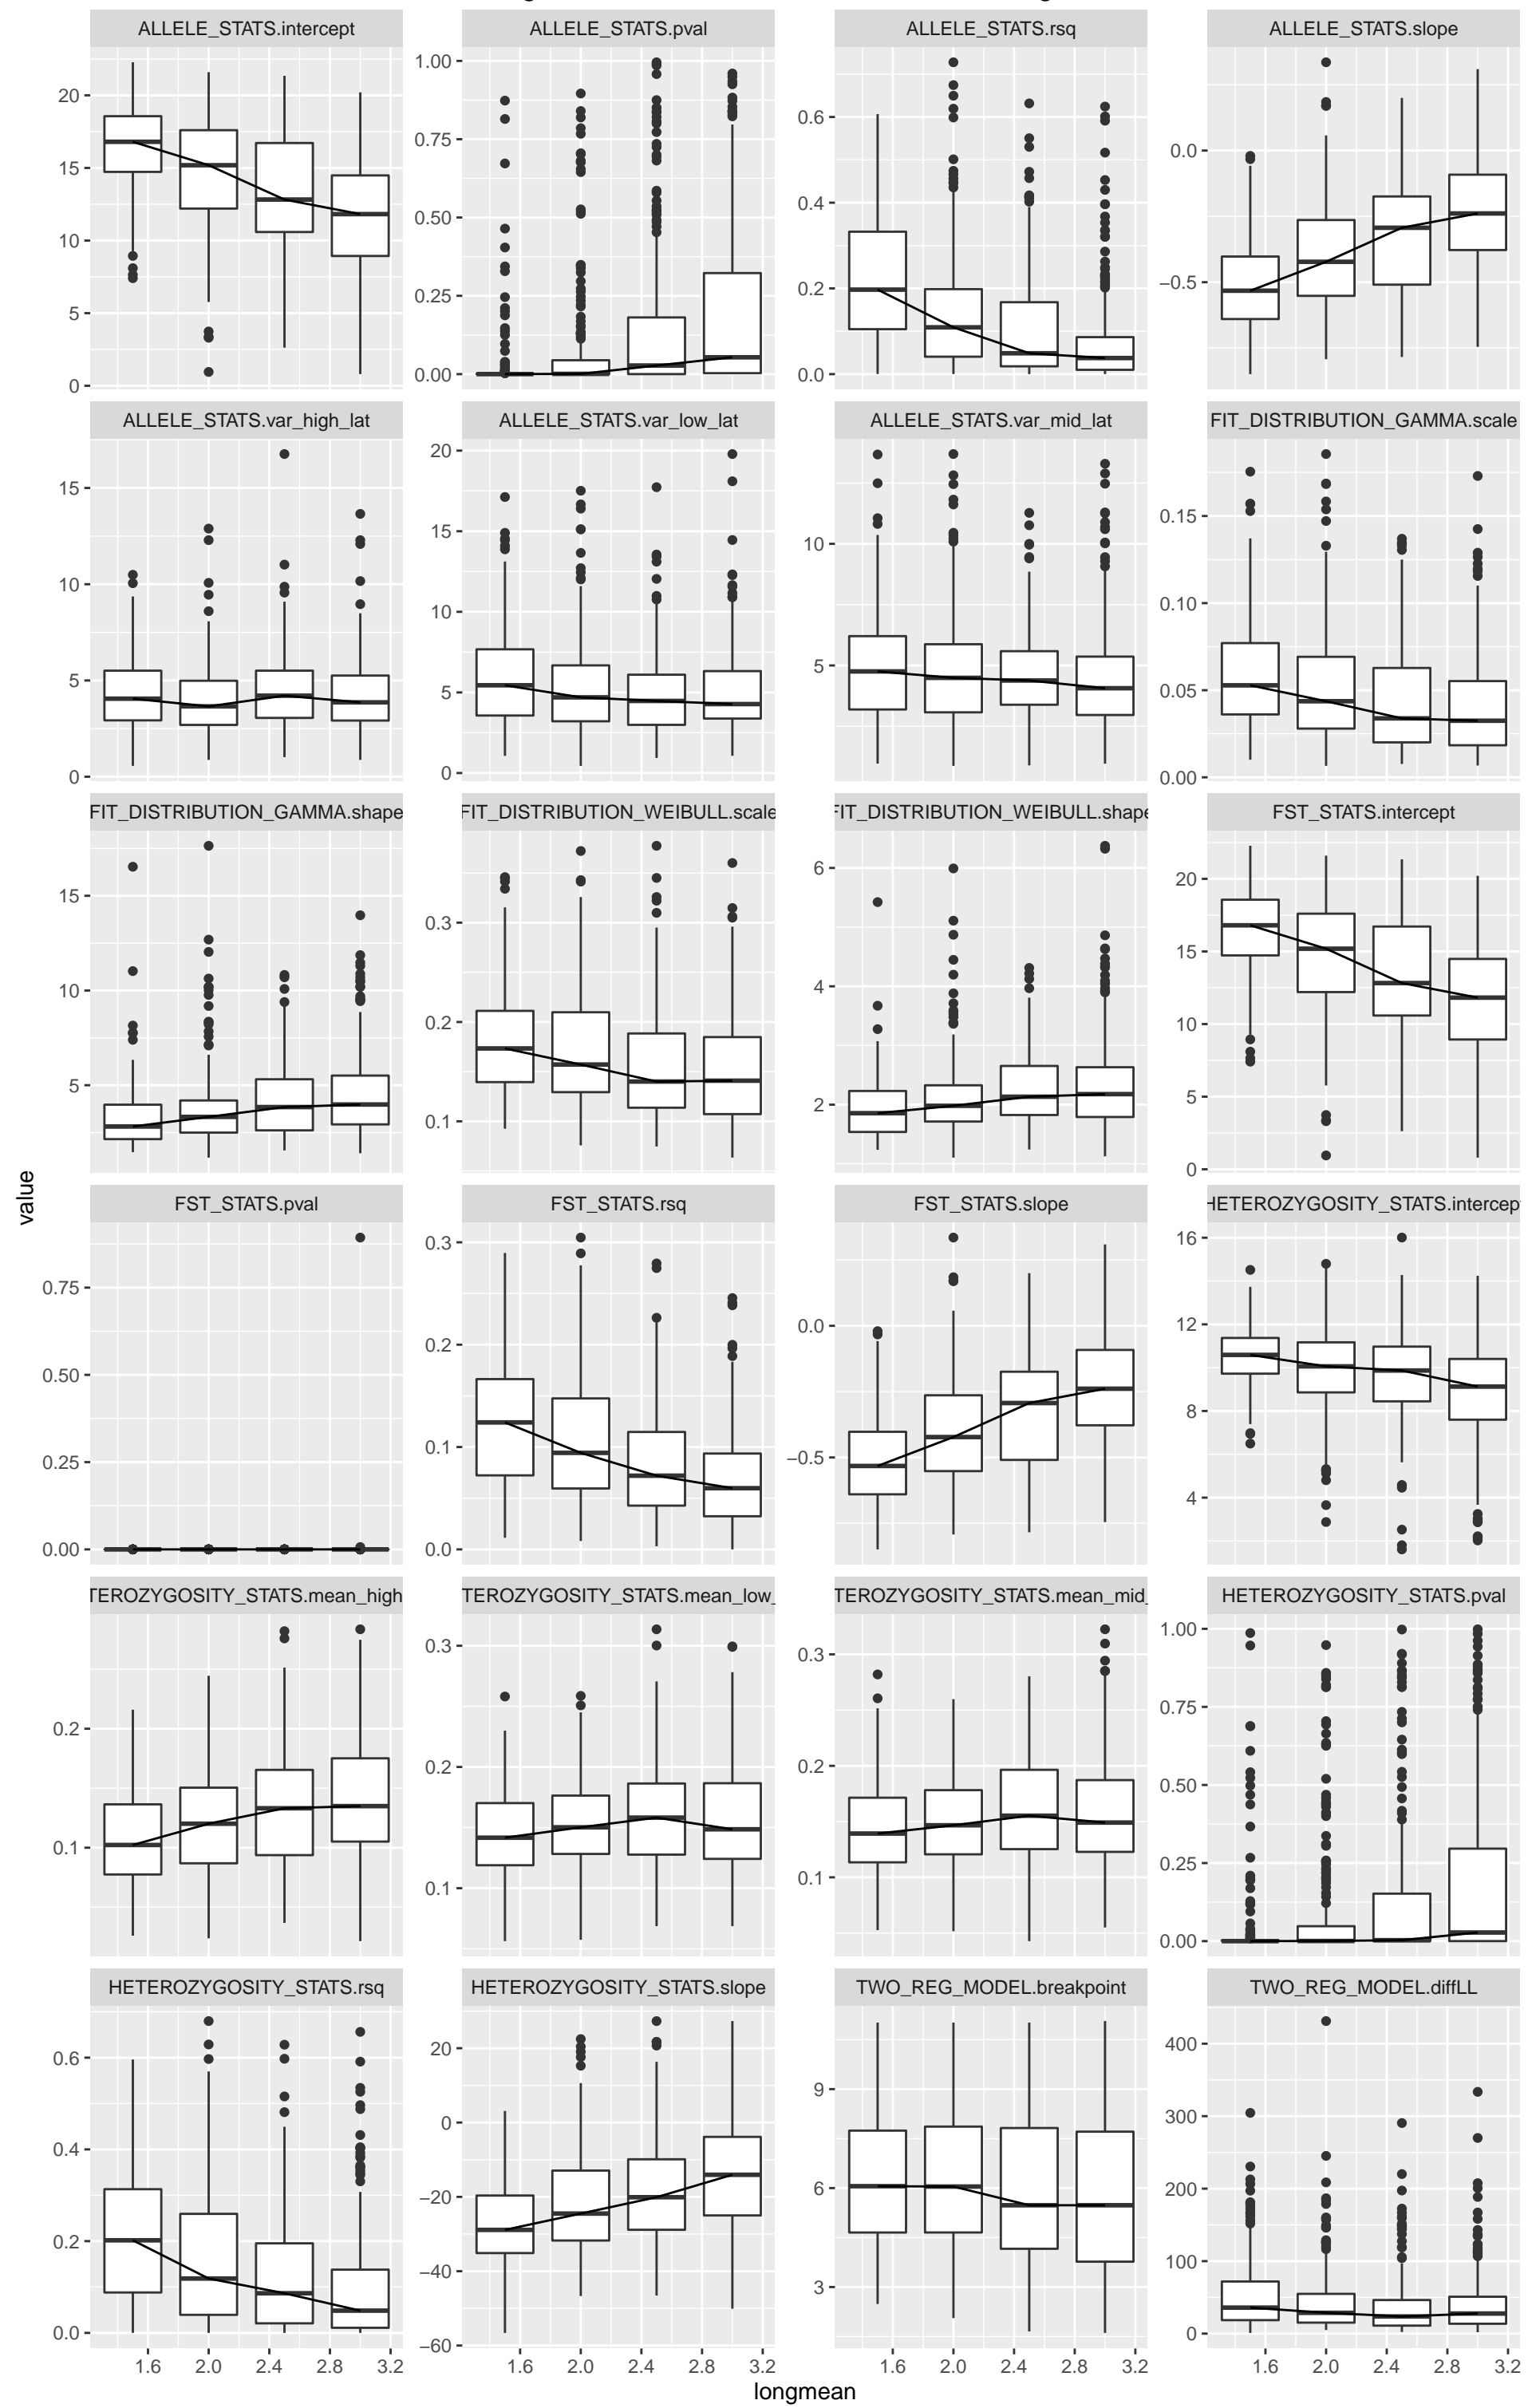 ALLELE_STATS.intercept ALLELE_STATS.pval ALLELE_STATS.rsq ALLELE_STATS.slope
20 15 10 5 0
1.00 0.75 0.50 0.25 0.00
0.6 0.4 0.2 0.0
0.0 −0.5
ALLELE_STATS.var_high_lat ALLELE_STATS.var_low_lat ALLELE_STATS.var_mid_lat FIT_DISTRIBUTION_GAMMA.scale
15 10 5 0
20 15 10 5 0
10 5
0.15 0.10 0.05 0.00
FIT_DISTRIBUTION_GAMMA.shape FIT_DISTRIBUTION_WEIBULL.scale FIT_DISTRIBUTION_WEIBULL.shape FST_STATS.intercept
15 10 5
0.3 0.2 0.1
6 4 2
20 15 10 5 0
value
FST_STATS.pval FST_STATS.rsq FST_STATS.slope HETEROZYGOSITY_STATS.intercep
0.75 0.50 0.25 0.00
0.3 0.2 0.1 0.0
0.0 −0.5
16 12 8 4
TEROZYGOSITY_STATS.mean_high TEROZYGOSITY_STATS.mean_low_ TEROZYGOSITY_STATS.mean_mid_ HETEROZYGOSITY_STATS.pval
0.2 0.1
0.3 0.2 0.1
0.3 0.2 0.1
1.00 0.75 0.50 0.25 0.00
HETEROZYGOSITY_STATS.rsq HETEROZYGOSITY_STATS.slope TWO_REG_MODEL.breakpoint TWO_REG_MODEL.diffLL
0.6 0.4 0.2 0.0
20 0 −20 −40 −60
9 6 3
400 300 200 100 0
1.6 2.0 2.4 2.8 3.2 1.6 2.0 2.4 2.8 3.2 1.6 2.0 2.4 2.8 3.2 1.6 2.0 2.4 2.8 3.2
longmean